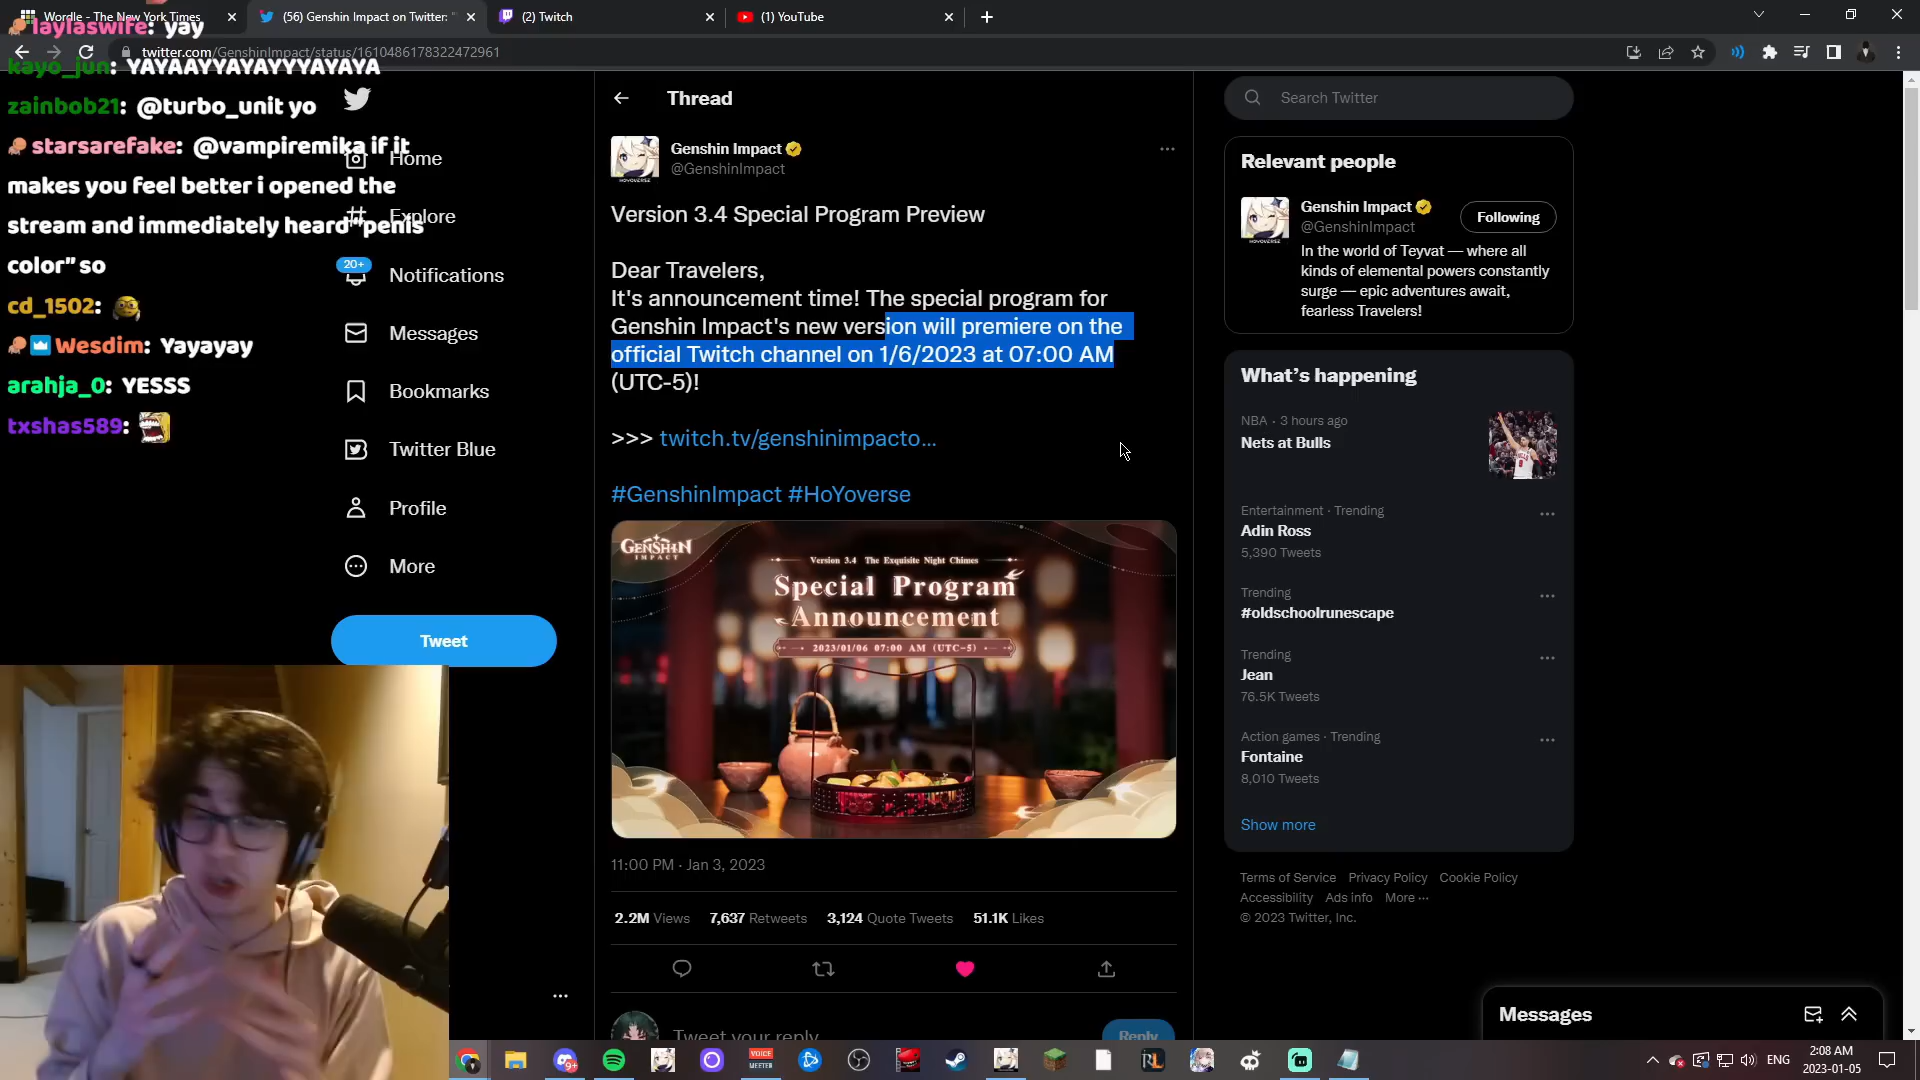 Wordle - The New York Times
(56) Genshin Impact on Twitter: "
(2) Twitch
(1) YouTube
twitter.com/GenshinImpact/status/1610486178322472961
laylaswife: yay
kayo_jun: YAYAAYYAYAYYYAYAYA
zainbob21: @turbo_unit yo
starsarefake: @vampiremika if it
makes you feel better i opened the
stream and immediately heard "penis
color" so
cd_1502:
Wesdim: Yayayay
arahja_0: YESSS
txshas589:
Home
Explore
20+
Notifications
Messages
Bookmarks
Twitter Blue
Profile
More
Tweet
Thread
Genshin Impact
@GenshinImpact
Version 3.4 Special Program Preview
Dear Travelers,
It's announcement time! The special program for
Genshin Impact's new version will premiere on the
official Twitch channel on 1/6/2023 at 07:00 AM
(UTC-5)!
>>> twitch.tv/genshinimpacto...
#GenshinImpact #HoYoverse
GENSHIN
IMPACT
Version 3.4 The Exquisite Night Chimes
Special Program
Announcement
2023/01/06 07:00 AM (UTC-5)
11:00 PM · Jan 3, 2023
2.2M Views 7,637 Retweets 3,124 Quote Tweets 51.1K Likes
Tweet your reply
Reply
Search Twitter
Relevant people
HOYOVERSE
Genshin Impact
@GenshinImpact
Following
In the world of Teyvat — where all
kinds of elemental powers constantly
surge — epic adventures await,
fearless Travelers!
What's happening
NBA · 3 hours ago
Nets at Bulls
Entertainment · Trending
Adin Ross
5,390 Tweets
Trending
#oldschoolrunescape
Trending
Jean
76.5K Tweets
Action games · Trending
Fontaine
8,010 Tweets
Show more
Terms of Service Privacy Policy Cookie Policy
Accessibility Ads info More ···
© 2023 Twitter, Inc.
Messages
9+
VOICE
MEETER
RL
ENG
2:08 AM
2023-01-05